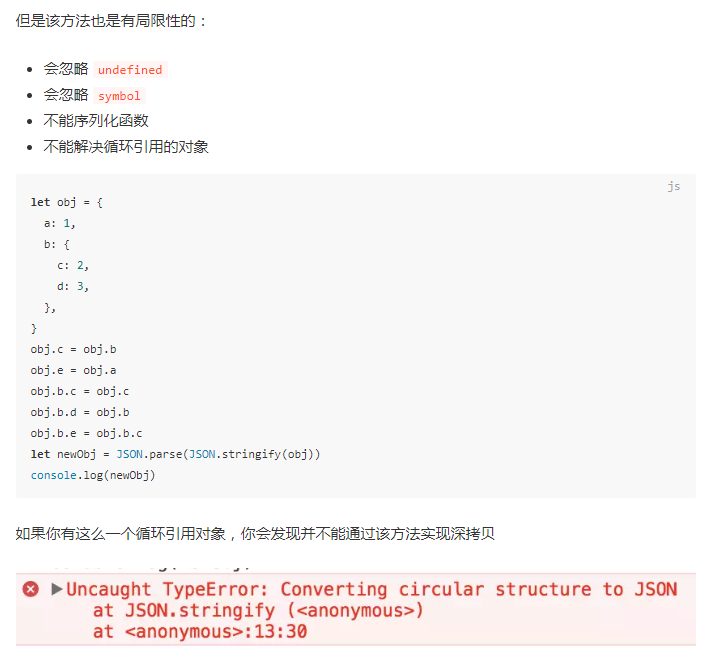 但是该方法也是有局限性的：
会忽略 undefined
会忽略 symbol
不能序列化函数
不能解决循环引用的对象
js
let obj = {
  a: 1,
  b: {
    c: 2,
    d: 3,
  },
}
obj.c = obj.b
obj.e = obj.a
obj.b.c = obj.c
obj.b.d = obj.b
obj.b.e = obj.b.c
let newObj = JSON.parse(JSON.stringify(obj))
console.log(newObj)
如果你有这么一个循环引用对象，你会发现并不能通过该方法实现深拷贝
Uncaught TypeError: Converting circular structure to JSON
    at JSON.stringify (<anonymous>)
    at <anonymous>:13:30